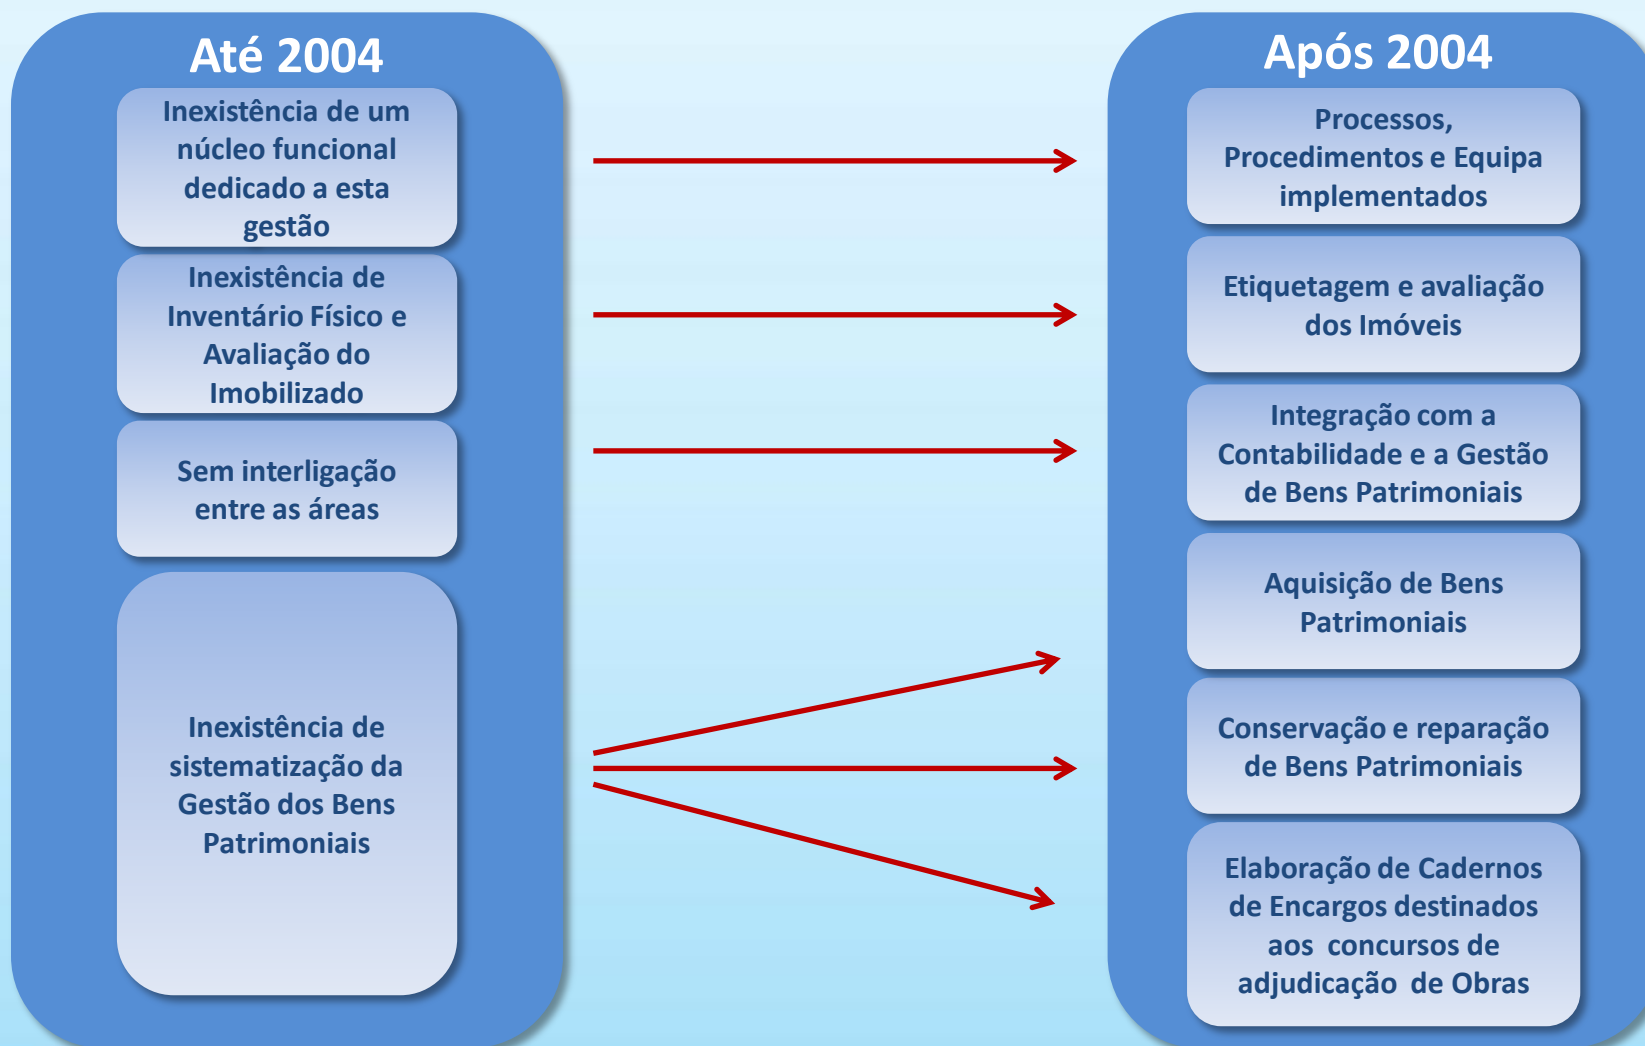 Até 2004
Inexistência de um
núcleo funcional
dedicado a esta
gestão
Inexistência de
Inventário Físico e
Avaliação do
Imobilizado
Sem interligação
entre as áreas
Inexistência de
sistematização da
Gestão dos Bens
Patrimoniais
Após 2004
Processos,
Procedimentos e Equipa
implementados
Etiquetagem e avaliação
dos Imóveis
Integração com a
Contabilidade e a Gestão
de Bens Patrimoniais
Aquisição de Bens
Patrimoniais
Conservação e reparação
de Bens Patrimoniais
Elaboração de Cadernos
de Encargos destinados
aos concursos de
adjudicação de Obras